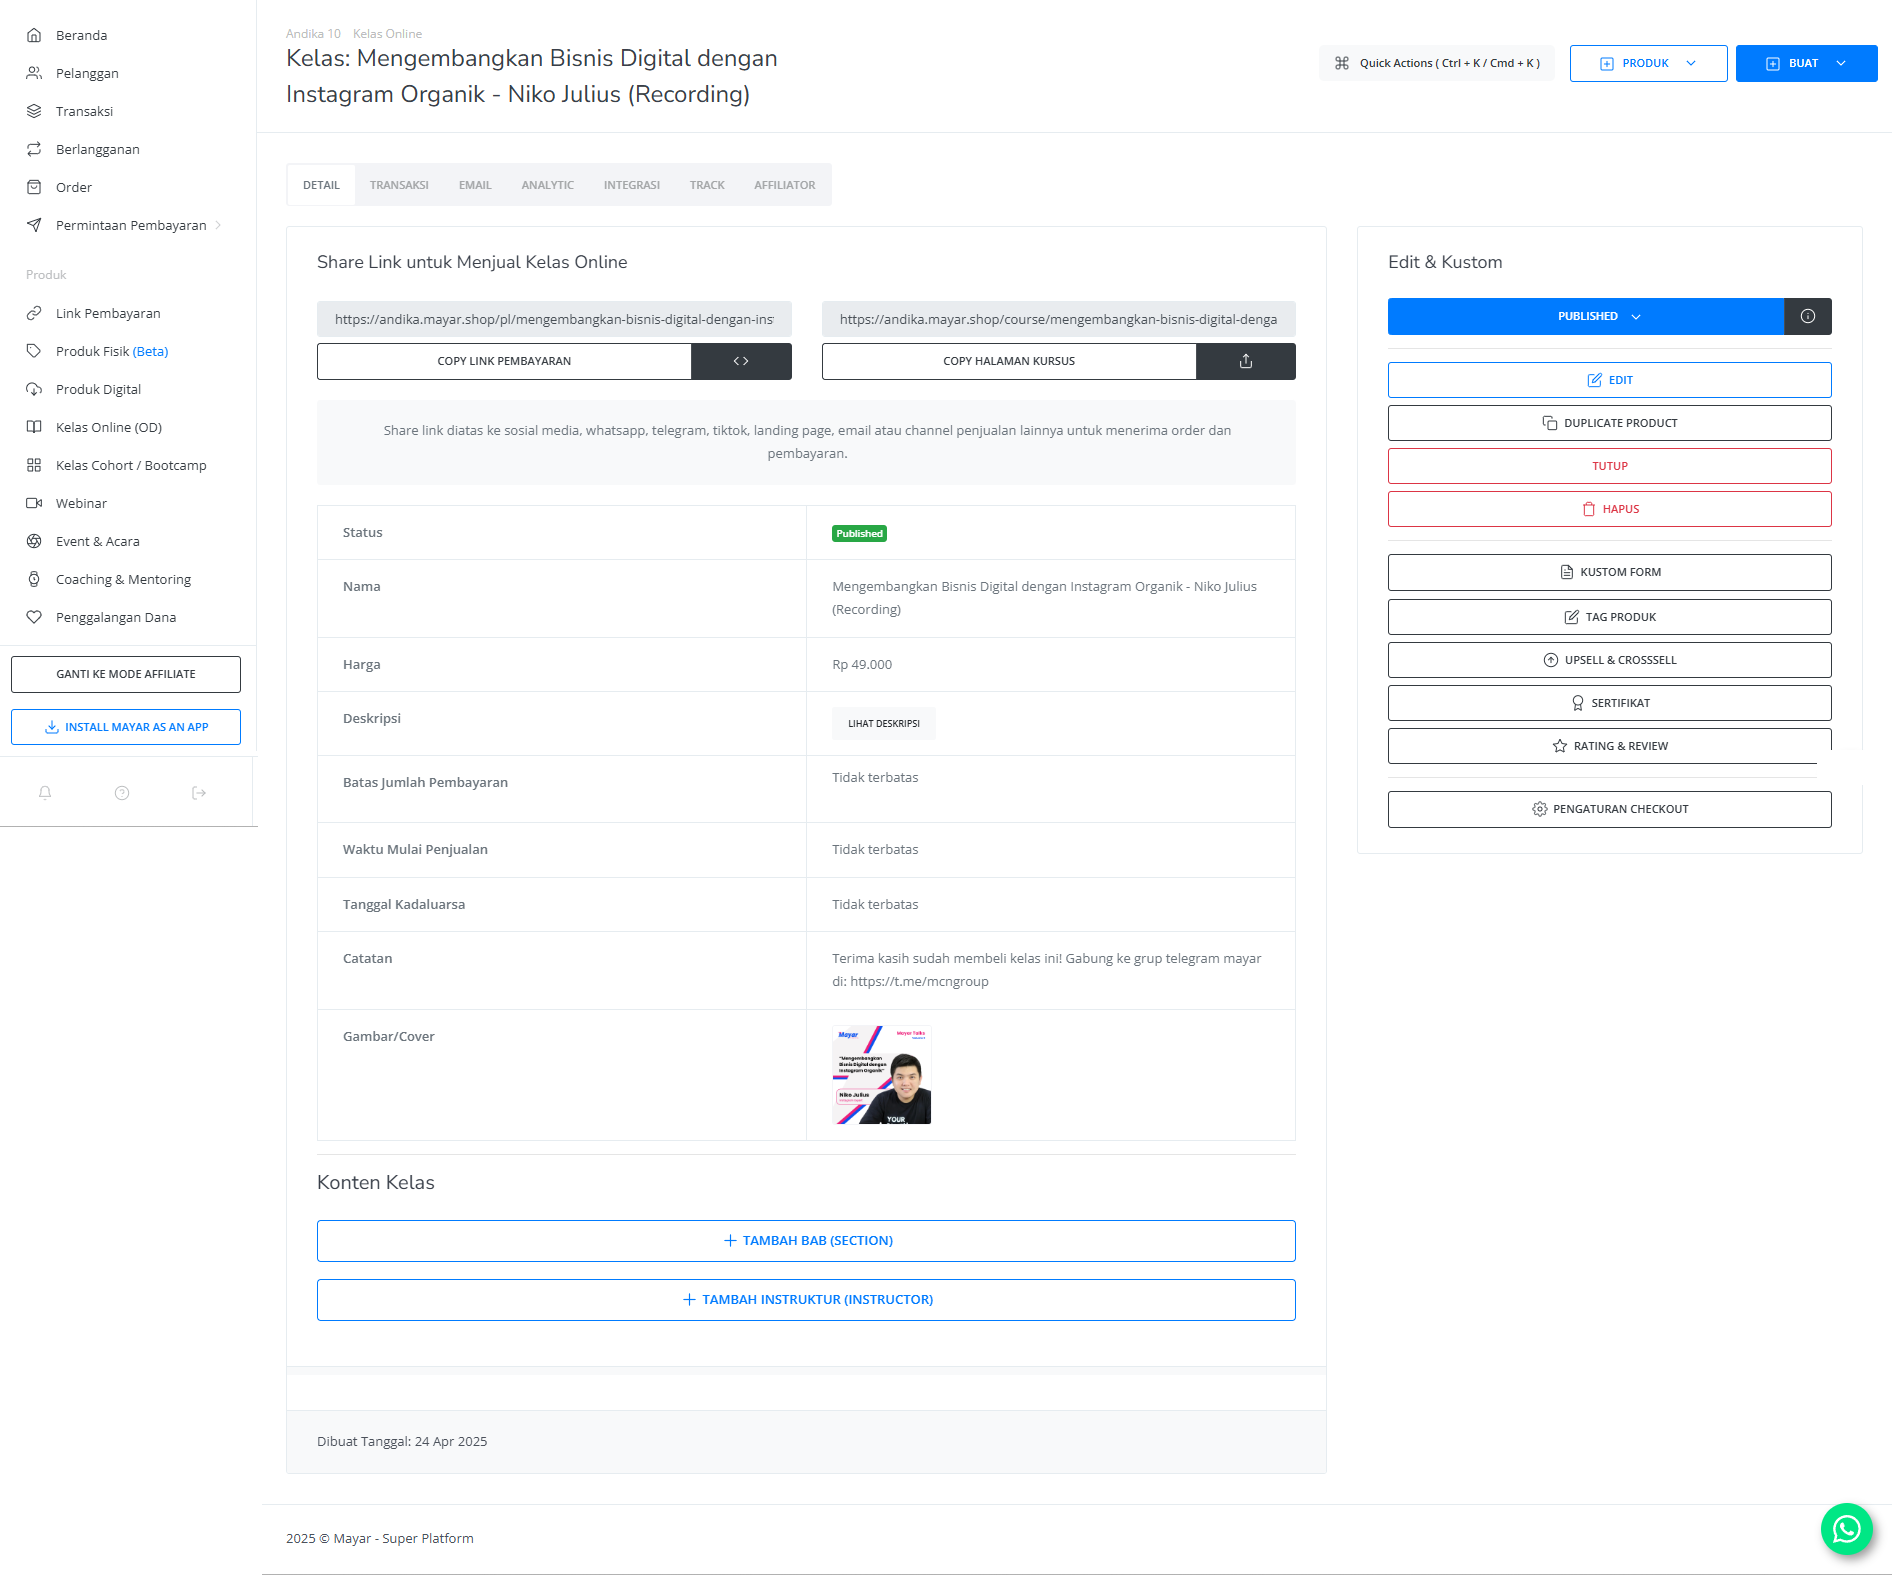 Beranda
Pelanggan
Transaksi
Berlangganan
Order
Permintaan Pembayaran
Produk
Link Pembayaran
Produk Fisik (Beta)
Produk Digital
Kelas Online (OD)
Kelas Cohort / Bootcamp
Webinar
Event & Acara
Coaching & Mentoring
Penggalangan Dana
GANTI KE MODE AFFILIATE
INSTALL MAYAR AS AN APP
Andika 10 Kelas Online
Kelas: Mengembangkan Bisnis Digital dengan
Instagram Organik - Niko Julius (Recording)
Quick Actions ( Ctrl + K / Cmd + K )
PRODUK
BUAT
DETAIL TRANSAKSI EMAIL ANALYTIC INTEGRASI TRACK AFFILIATOR
Share Link untuk Menjual Kelas Online
https://andika.mayar.shop/pl/mengembangkan-bisnis-digital-dengan-ins
COPY LINK PEMBAYARAN
https://andika.mayar.shop/course/mengembangkan-bisnis-digital-denga
COPY HALAMAN KURSUS
Share link diatas ke sosial media, whatsapp, telegram, tiktok, landing page, email atau channel penjualan lainnya untuk menerima order dan
pembayaran.
Status Published
Nama Mengembangkan Bisnis Digital dengan Instagram Organik - Niko Julius
(Recording)
Harga Rp 49.000
Deskripsi LIHAT DESKRIPSI
Batas Jumlah Pembayaran Tidak terbatas
Waktu Mulai Penjualan Tidak terbatas
Tanggal Kadaluarsa Tidak terbatas
Catatan Terima kasih sudah membeli kelas ini! Gabung ke grup telegram mayar
di: https://t.me/mcngroup
Gambar/Cover
Mayar Mayar Talks
"Mengembangkan
Bisnis Digital dengan
Instagram Organik"
Niko Julius
YOUR
Konten Kelas
TAMBAH BAB (SECTION)
TAMBAH INSTRUKTUR (INSTRUCTOR)
Dibuat Tanggal: 24 Apr 2025
Edit & Kustom
PUBLISHED
EDIT
DUPLICATE PRODUCT
TUTUP
HAPUS
KUSTOM FORM
TAG PRODUK
UPSELL & CROSSSELL
SERTIFIKAT
RATING & REVIEW
PENGATURAN CHECKOUT
2025 © Mayar - Super Platform